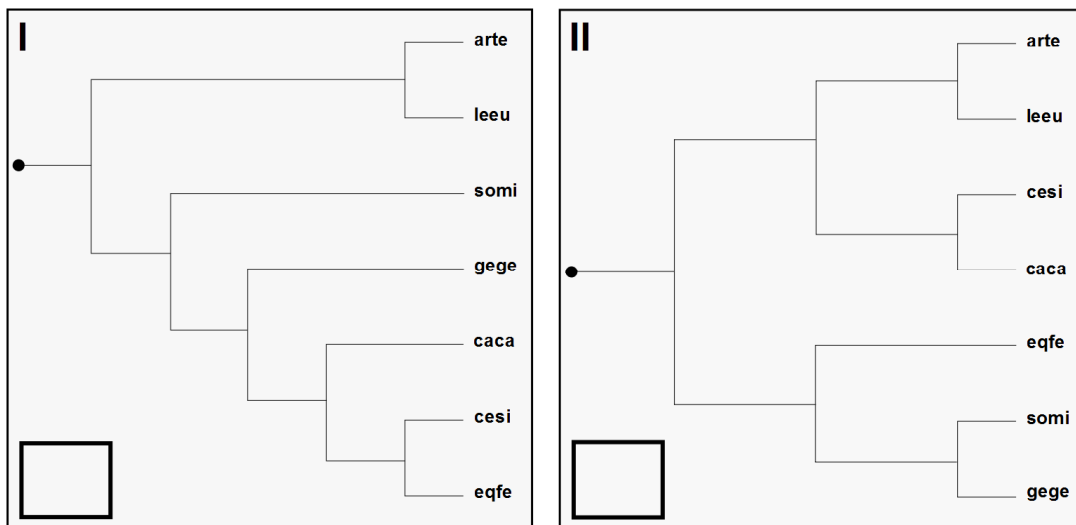 I
arte
leeu
somi
gege
caca
cesi
eqfe
II
arte
leeu
cesi
caca
eqfe
somi
gege